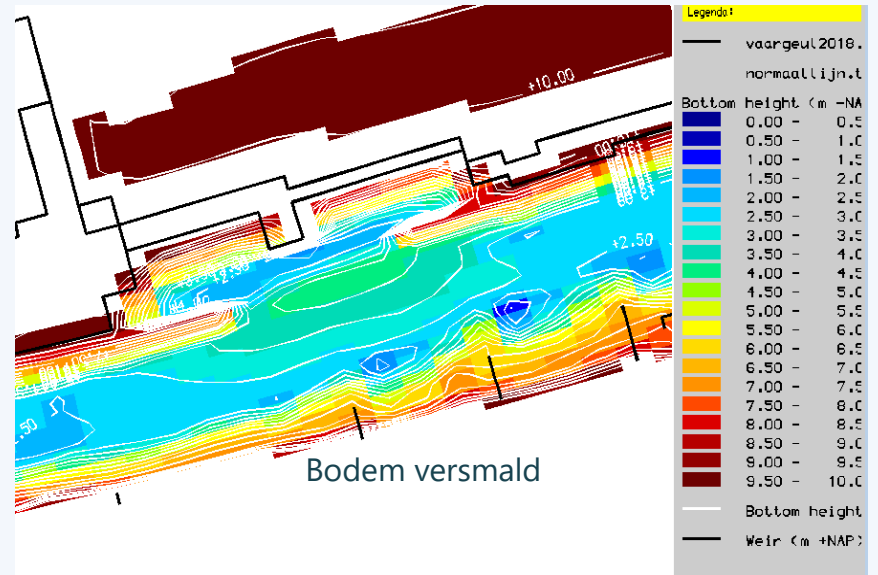 Legenda:
vaargeul2018.
normaallijn.t
Bottom height (m -NA
0.00 - 0.5
0.50 - 1.0
1.00 - 1.5
1.50 - 2.0
2.00 - 2.5
2.50 - 3.0
3.00 - 3.5
3.50 - 4.0
4.00 - 4.5
4.50 - 5.0
5.00 - 5.5
5.50 - 6.0
6.00 - 6.5
6.50 - 7.0
7.00 - 7.5
7.50 - 8.0
8.00 - 8.5
8.50 - 9.0
9.00 - 9.5
9.50 - 10.0
Bottom height
Weir (m +NAP)
+10.00
+2.50
Bodem versmald